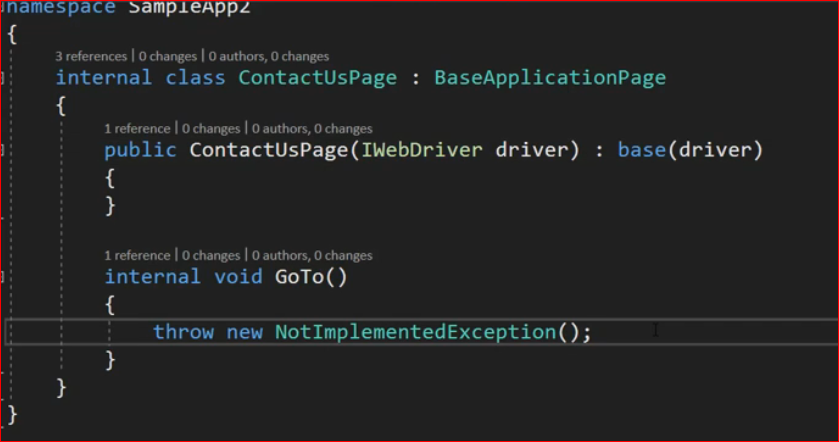 namespace SampleApp2
{
3 references | 0 changes | 0 authors, 0 changes
internal class ContactUsPage : BaseApplicationPage
{
1 reference | 0 changes | 0 authors, 0 changes
public ContactUsPage(IWebDriver driver) : base(driver)
{
}
1 reference | 0 changes | 0 authors, 0 changes
internal void GoTo()
{
throw new NotImplementedException();
}
}
}